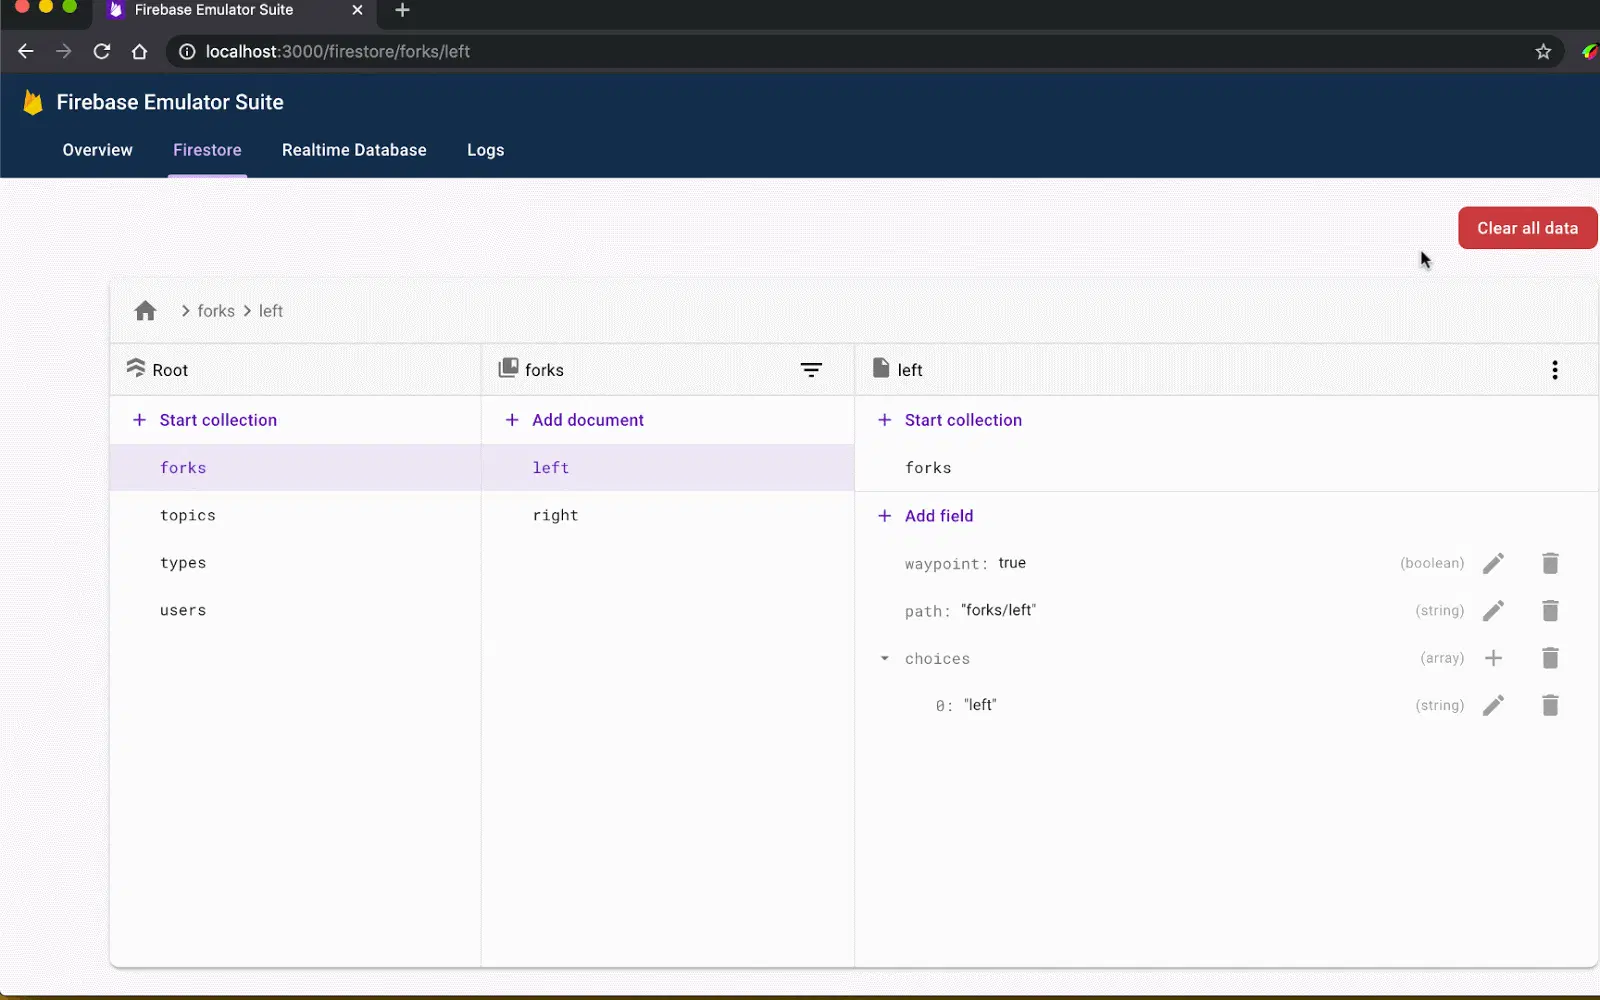 Firebase Emulator Suite
localhost:3000/firestore/forks/left
Firebase Emulator Suite
Overview Firestore Realtime Database Logs
Clear all data
forks left
Root forks left
Start collection Add document Start collection
forks left forks
topics right Add field
types waypoint: true (boolean)
users path: "forks/left" (string)
choices (array)
0: "left" (string)